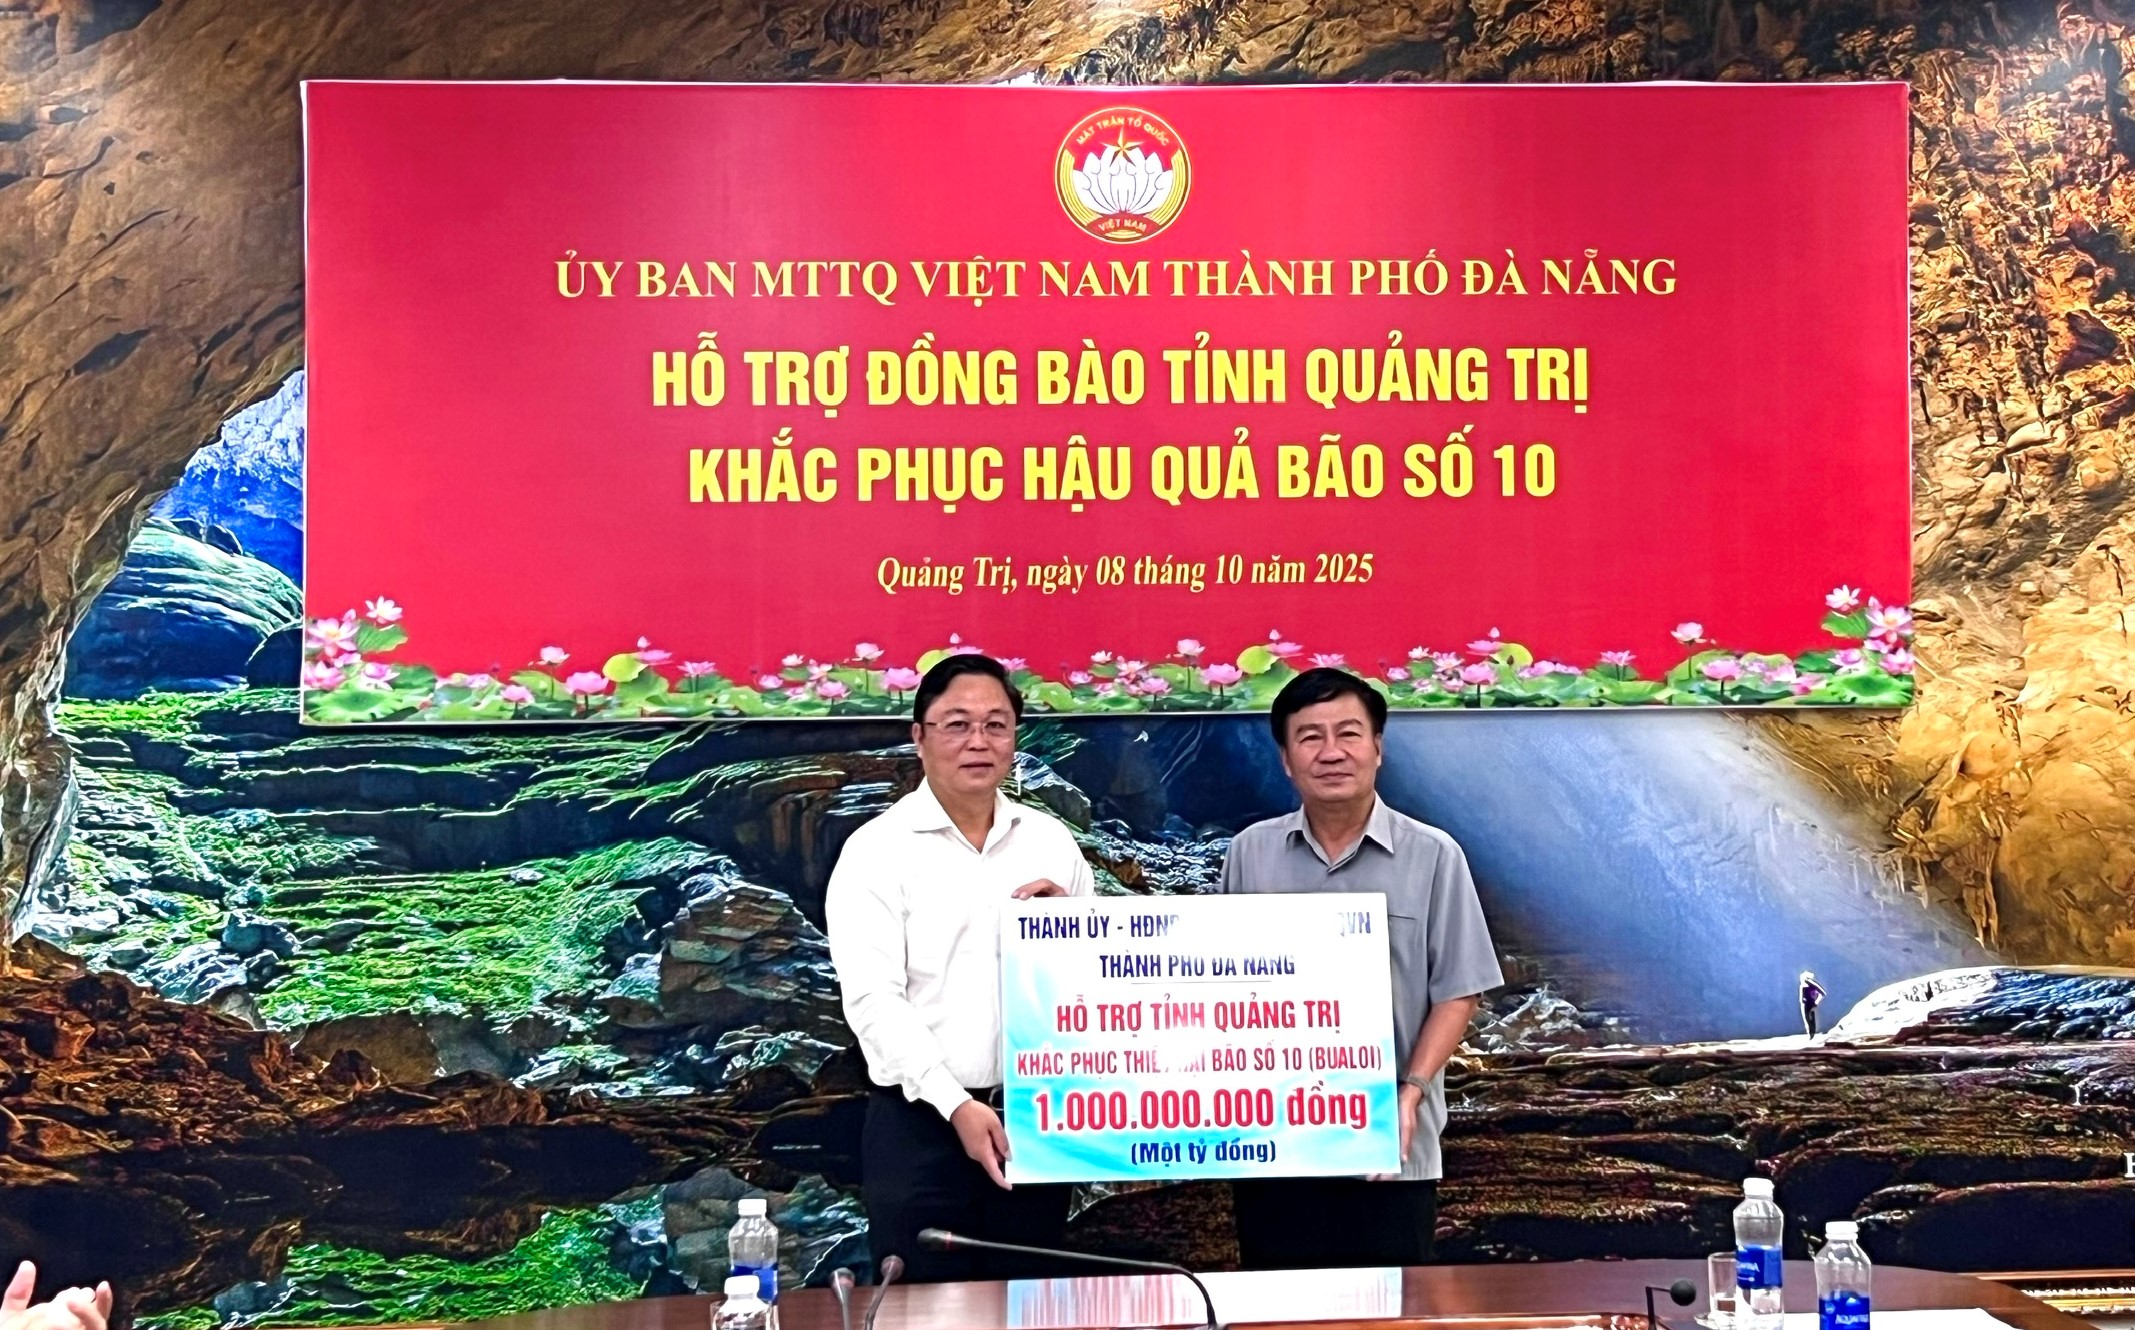 MẶT TRẬN TỔ QUỐC
VIỆT NAM
ỦY BAN MTTQ VIỆT NAM THÀNH PHỐ ĐÀ NẴNG
HỖ TRỢ ĐỒNG BÀO TỈNH QUẢNG TRỊ
KHẮC PHỤC HẬU QUẢ BÃO SỐ 10
Quảng Trị, ngày 08 tháng 10 năm 2025
THÀNH ỦY - HĐND
THÀNH PHỐ ĐÀ NẴNG
HỖ TRỢ TỈNH QUẢNG TRỊ
KHẮC PHỤC THIỆT HẠI BÃO SỐ 10 (BUALOI)
1.000.000.000 đồng
(Một tỷ đồng)